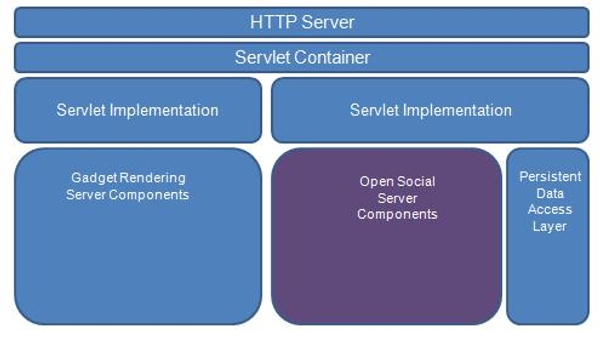 HTTP Server
Servlet Container
Servlet Implementation
Servlet Implementation
Gadget Rendering
Server Components
Open Social
Server
Components
Persistent
Data
Access
Layer